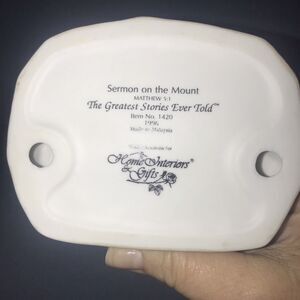 Sermon on the Mount
MATTHEW 5:1
The Greatest Stories Ever Told™
Item No. 1420
1996
Made in Malaysia
Home Interiors®
& Gifts